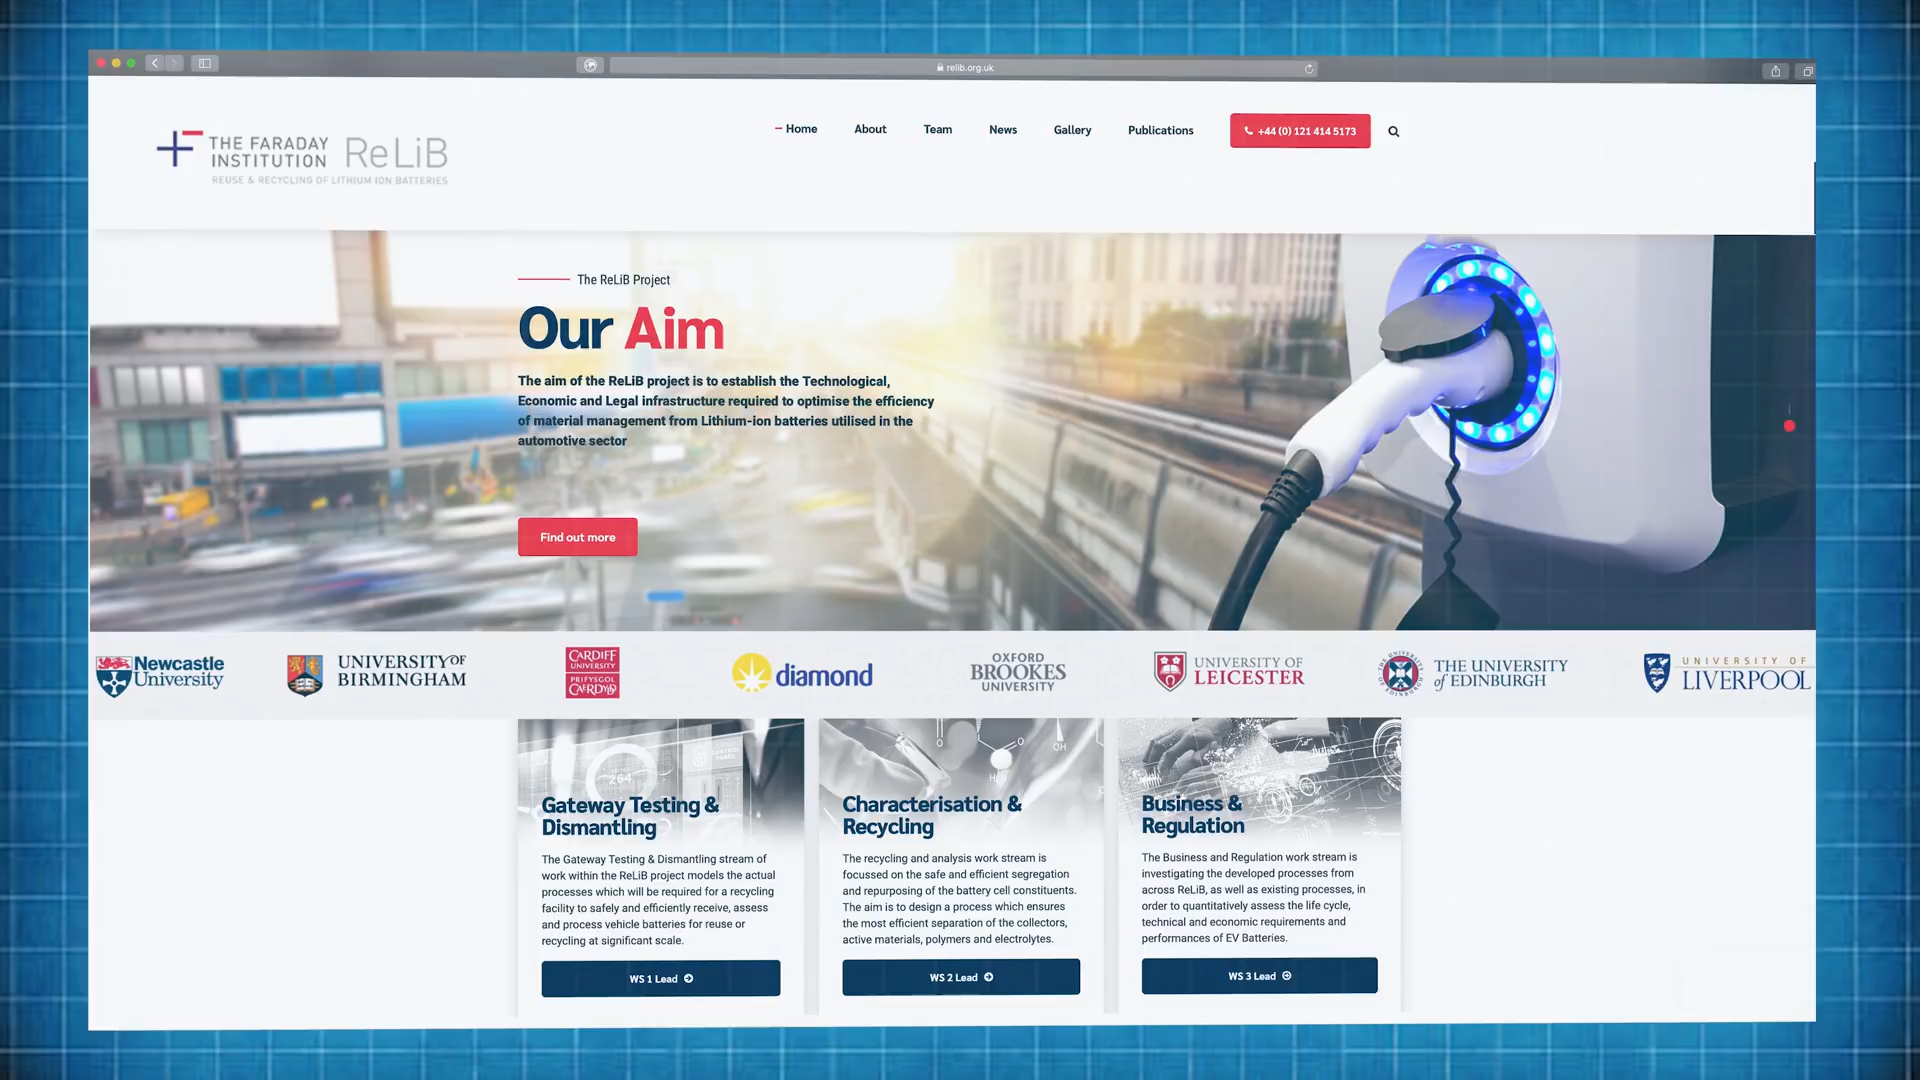 relib.org.uk
THE FARADAY
INSTITUTION
ReLiB
REUSE & RECYCLING OF LITHIUM ION BATTERIES
Home
About
Team
News
Gallery
Publications
+44 (0) 121 414 5173
The ReLiB Project
Our Aim
The aim of the ReLiB project is to establish the Technological,
Economic and Legal infrastructure required to optimise the efficiency
of material management from Lithium-ion batteries utilised in the
automotive sector
Find out more
Newcastle
University
UNIVERSITY OF
BIRMINGHAM
CARDIFF
UNIVERSITY
PRIFYSGOL
CAERDYDD
diamond
OXFORD
BROOKES
UNIVERSITY
UNIVERSITY OF
LEICESTER
THE UNIVERSITY
of EDINBURGH
UNIVERSITY OF
LIVERPOOL
264
CONTROL
PANEL
O
O
OH
Gateway Testing &
Dismantling
The Gateway Testing & Dismantling stream of
work within the ReLiB project models the actual
processes which will be required for a recycling
facility to safely and efficiently receive, assess
and process vehicle batteries for reuse or
recycling at significant scale.
WS 1 Lead
Characterisation &
Recycling
The recycling and analysis work stream is
focussed on the safe and efficient segregation
and repurposing of the battery cell constituents.
The aim is to design a process which ensures
the most efficient separation of the collectors,
active materials, polymers and electrolytes.
WS 2 Lead
Business &
Regulation
The Business and Regulation work stream is
investigating the developed processes from
across ReLiB, as well as existing processes, in
order to quantitatively assess the life cycle,
technical and economic requirements and
performances of EV Batteries.
WS 3 Lead